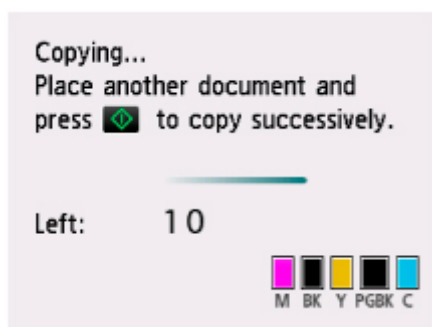 Copying...
Place another document and
press to copy successively.
Left: 10
M BK Y PGBK C